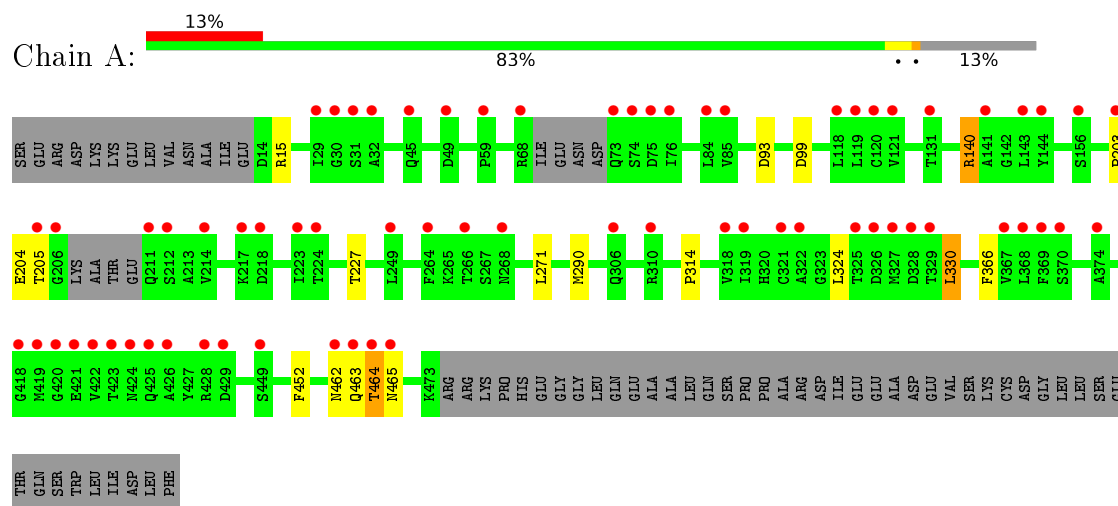 13%
Chain A:
83% 13%
SER GLU ARG ASP LYS LYS GLU LEU VAL ASN ALA ILE GLU D14 R15 I29 G30 S31 A32 Q45 D49 P59 R68 ILE GLU ASN ASP Q73 S74 D75 I76 L84 V85 D93 D99 L118 L119 C120 V121 T131 R140 A141 G142 L143 Y144 S156 P203
E204 T205 G206 LYS ALA THR GLU Q211 S212 A213 V214 K217 D218 I223 T224 T227 L249 F264 K265 T266 S267 N268 L271 M290 Q306 R310 P314 V318 I319 H320 C321 A322 G323 L324 T325 D326 M327 D328 T329 L330 F366 V367 L368 F369 S370 A374
G418 M419 G420 E421 V422 T423 N424 Q425 A426 Y427 R428 D429 S449 F452 N462 Q463 T464 N465 K473 ARG ARG LYS PRO HIS GLU GLY GLY LEU GLN GLU ALA ALA LEU GLN SER PRO PRO ALA ARG ASP ILE GLU GLU ALA ASP GLU VAL SER LYS CYS ASP GLY LEU LEU SER
THR GLN SER TRP LEU ILE ASP LEU PHE